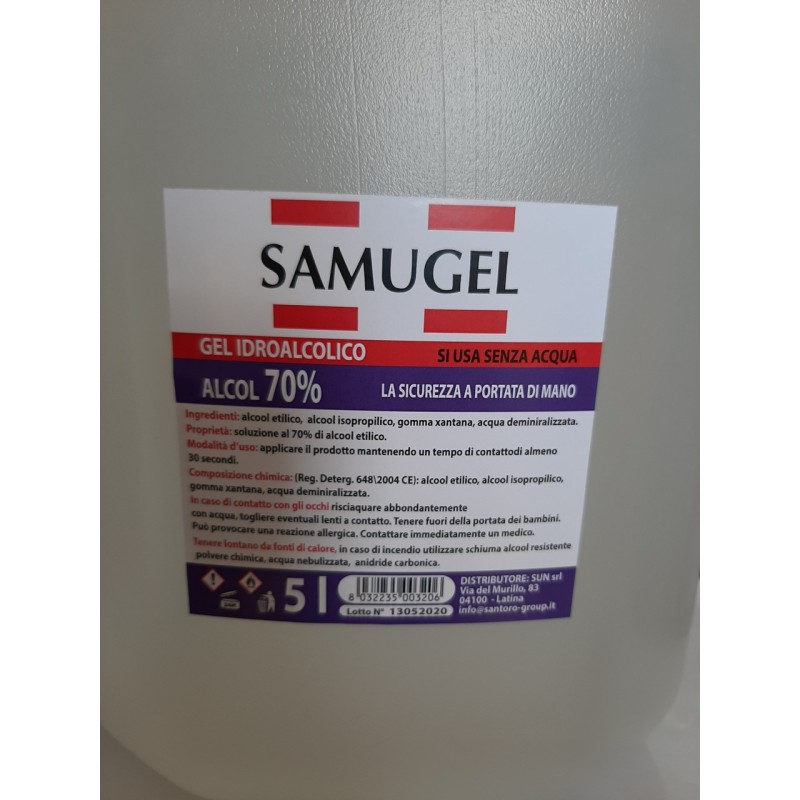 SAMUGEL
GEL IDROALCOLICO SI USA SENZA ACQUA
ALCOL 70% LA SICUREZZA A PORTATA DI MANO
Ingredienti: alcool etilico, alcool isopropilico, gomma xantana, acqua deminiralizzata.
Proprietà: soluzione al 70% di alcool etilico.
Modalità d'uso: applicare il prodotto mantenendo un tempo di contattodi almeno
30 secondi.
Composizione chimica: (Reg. Deterg. 648\2004 CE): alcool etilico, alcool isopropilico,
gomma xantana, acqua deminiralizzata.
In caso di contatto con gli occhi risciaquare abbondantemente
con acqua, togliere eventuali lenti a contatto. Tenere fuori della portata dei bambini.
Può provocare una reazione allergica. Contattare immediatamente un medico.
Tenere lontano da fonti di calore, in caso di incendio utilizzare schiuma alcool resistente
polvere chimica, acqua nebulizzata, anidride carbonica.
5 l
8 032235 003206
Lotto N° 13052020
DISTRIBUTORE: SUN srl
Via del Murillo, 83
04100 - Latina
info@santoro-group.it